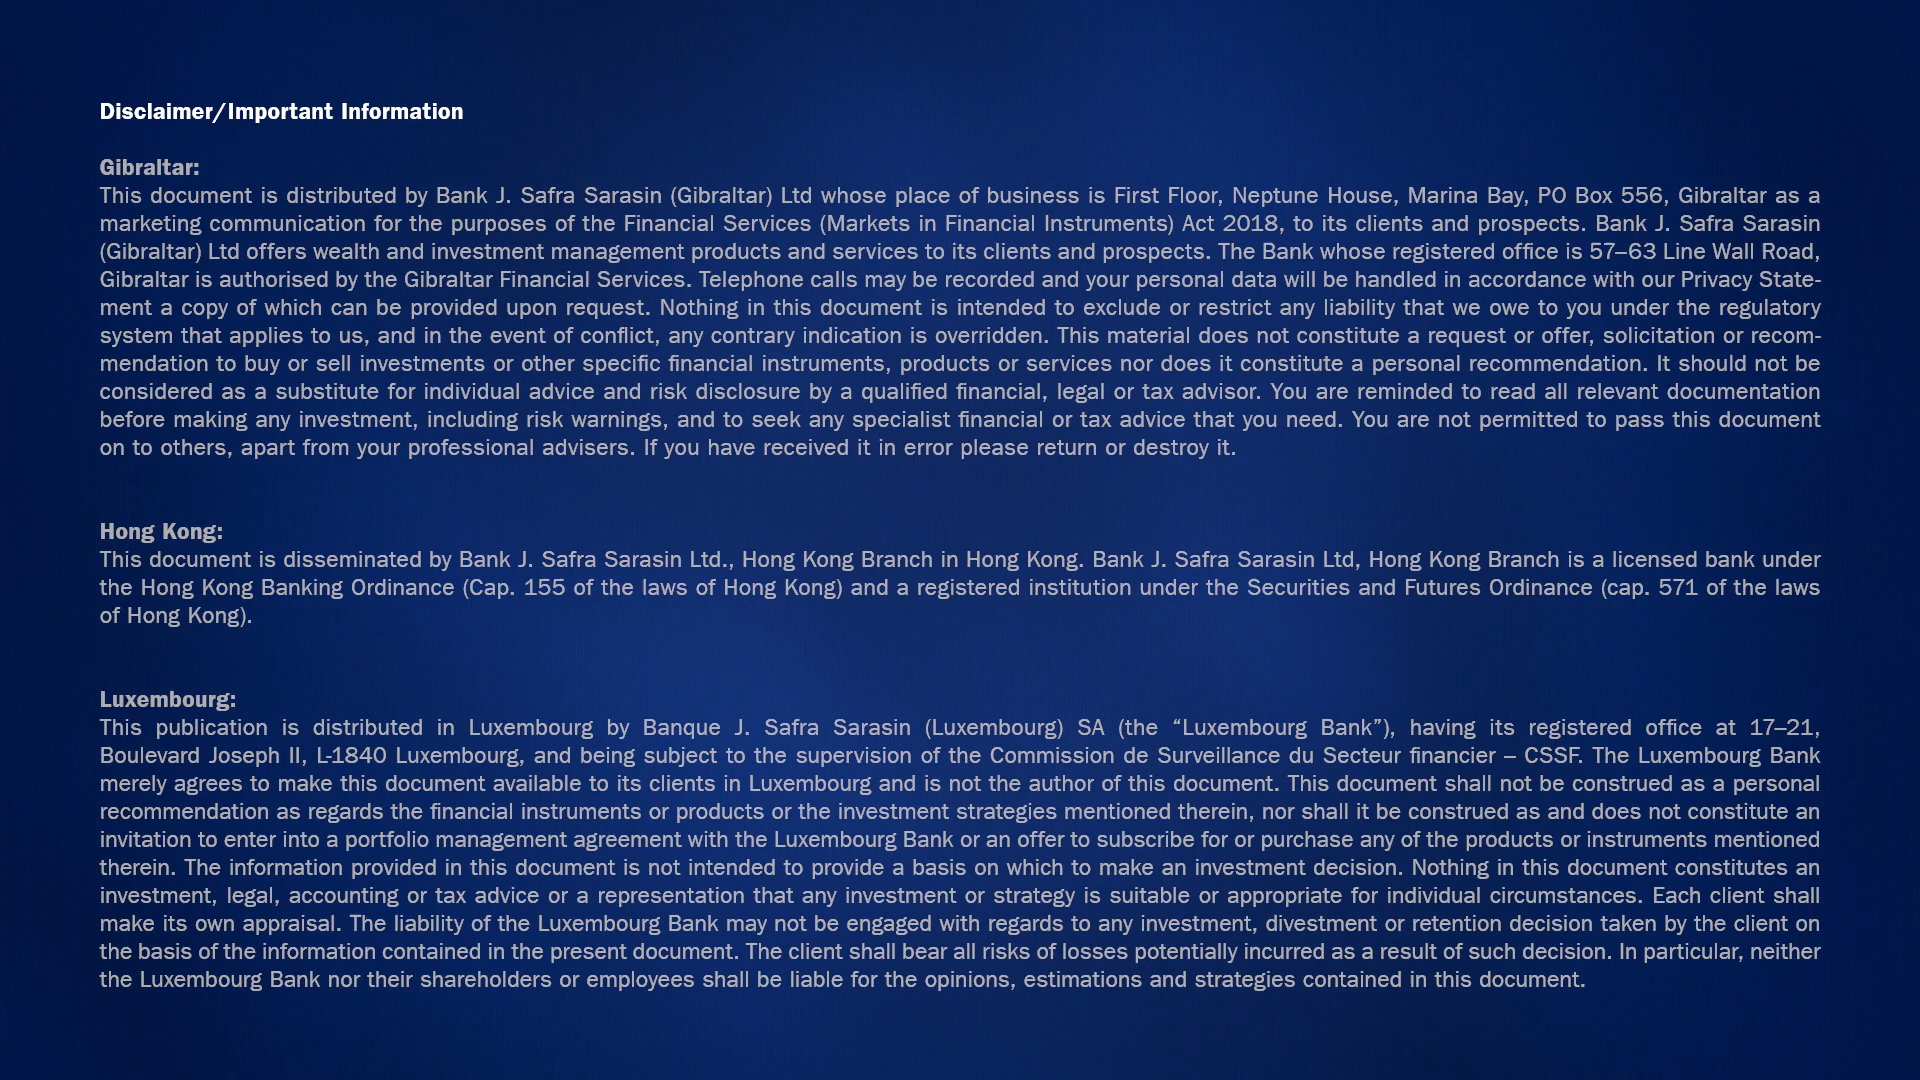 Disclaimer/Important Information
Gibraltar:
This document is distributed by Bank J. Safra Sarasin (Gibraltar) Ltd whose place of business is First Floor, Neptune House, Marina Bay, PO Box 556, Gibraltar as a
marketing communication for the purposes of the Financial Services (Markets in Financial Instruments) Act 2018, to its clients and prospects. Bank J. Safra Sarasin
(Gibraltar) Ltd offers wealth and investment management products and services to its clients and prospects. The Bank whose registered office is 57–63 Line Wall Road,
Gibraltar is authorised by the Gibraltar Financial Services. Telephone calls may be recorded and your personal data will be handled in accordance with our Privacy State-
ment a copy of which can be provided upon request. Nothing in this document is intended to exclude or restrict any liability that we owe to you under the regulatory
system that applies to us, and in the event of conflict, any contrary indication is overridden. This material does not constitute a request or offer, solicitation or recom-
mendation to buy or sell investments or other specific financial instruments, products or services nor does it constitute a personal recommendation. It should not be
considered as a substitute for individual advice and risk disclosure by a qualified financial, legal or tax advisor. You are reminded to read all relevant documentation
before making any investment, including risk warnings, and to seek any specialist financial or tax advice that you need. You are not permitted to pass this document
on to others, apart from your professional advisers. If you have received it in error please return or destroy it.
Hong Kong:
This document is disseminated by Bank J. Safra Sarasin Ltd., Hong Kong Branch in Hong Kong. Bank J. Safra Sarasin Ltd, Hong Kong Branch is a licensed bank under
the Hong Kong Banking Ordinance (Cap. 155 of the laws of Hong Kong) and a registered institution under the Securities and Futures Ordinance (cap. 571 of the laws
of Hong Kong).
Luxembourg:
This publication is distributed in Luxembourg by Banque J. Safra Sarasin (Luxembourg) SA (the “Luxembourg Bank”), having its registered office at 17–21,
Boulevard Joseph II, L-1840 Luxembourg, and being subject to the supervision of the Commission de Surveillance du Secteur financier – CSSF. The Luxembourg Bank
merely agrees to make this document available to its clients in Luxembourg and is not the author of this document. This document shall not be construed as a personal
recommendation as regards the financial instruments or products or the investment strategies mentioned therein, nor shall it be construed as and does not constitute an
invitation to enter into a portfolio management agreement with the Luxembourg Bank or an offer to subscribe for or purchase any of the products or instruments mentioned
therein. The information provided in this document is not intended to provide a basis on which to make an investment decision. Nothing in this document constitutes an
investment, legal, accounting or tax advice or a representation that any investment or strategy is suitable or appropriate for individual circumstances. Each client shall
make its own appraisal. The liability of the Luxembourg Bank may not be engaged with regards to any investment, divestment or retention decision taken by the client on
the basis of the information contained in the present document. The client shall bear all risks of losses potentially incurred as a result of such decision. In particular, neither
the Luxembourg Bank nor their shareholders or employees shall be liable for the opinions, estimations and strategies contained in this document.